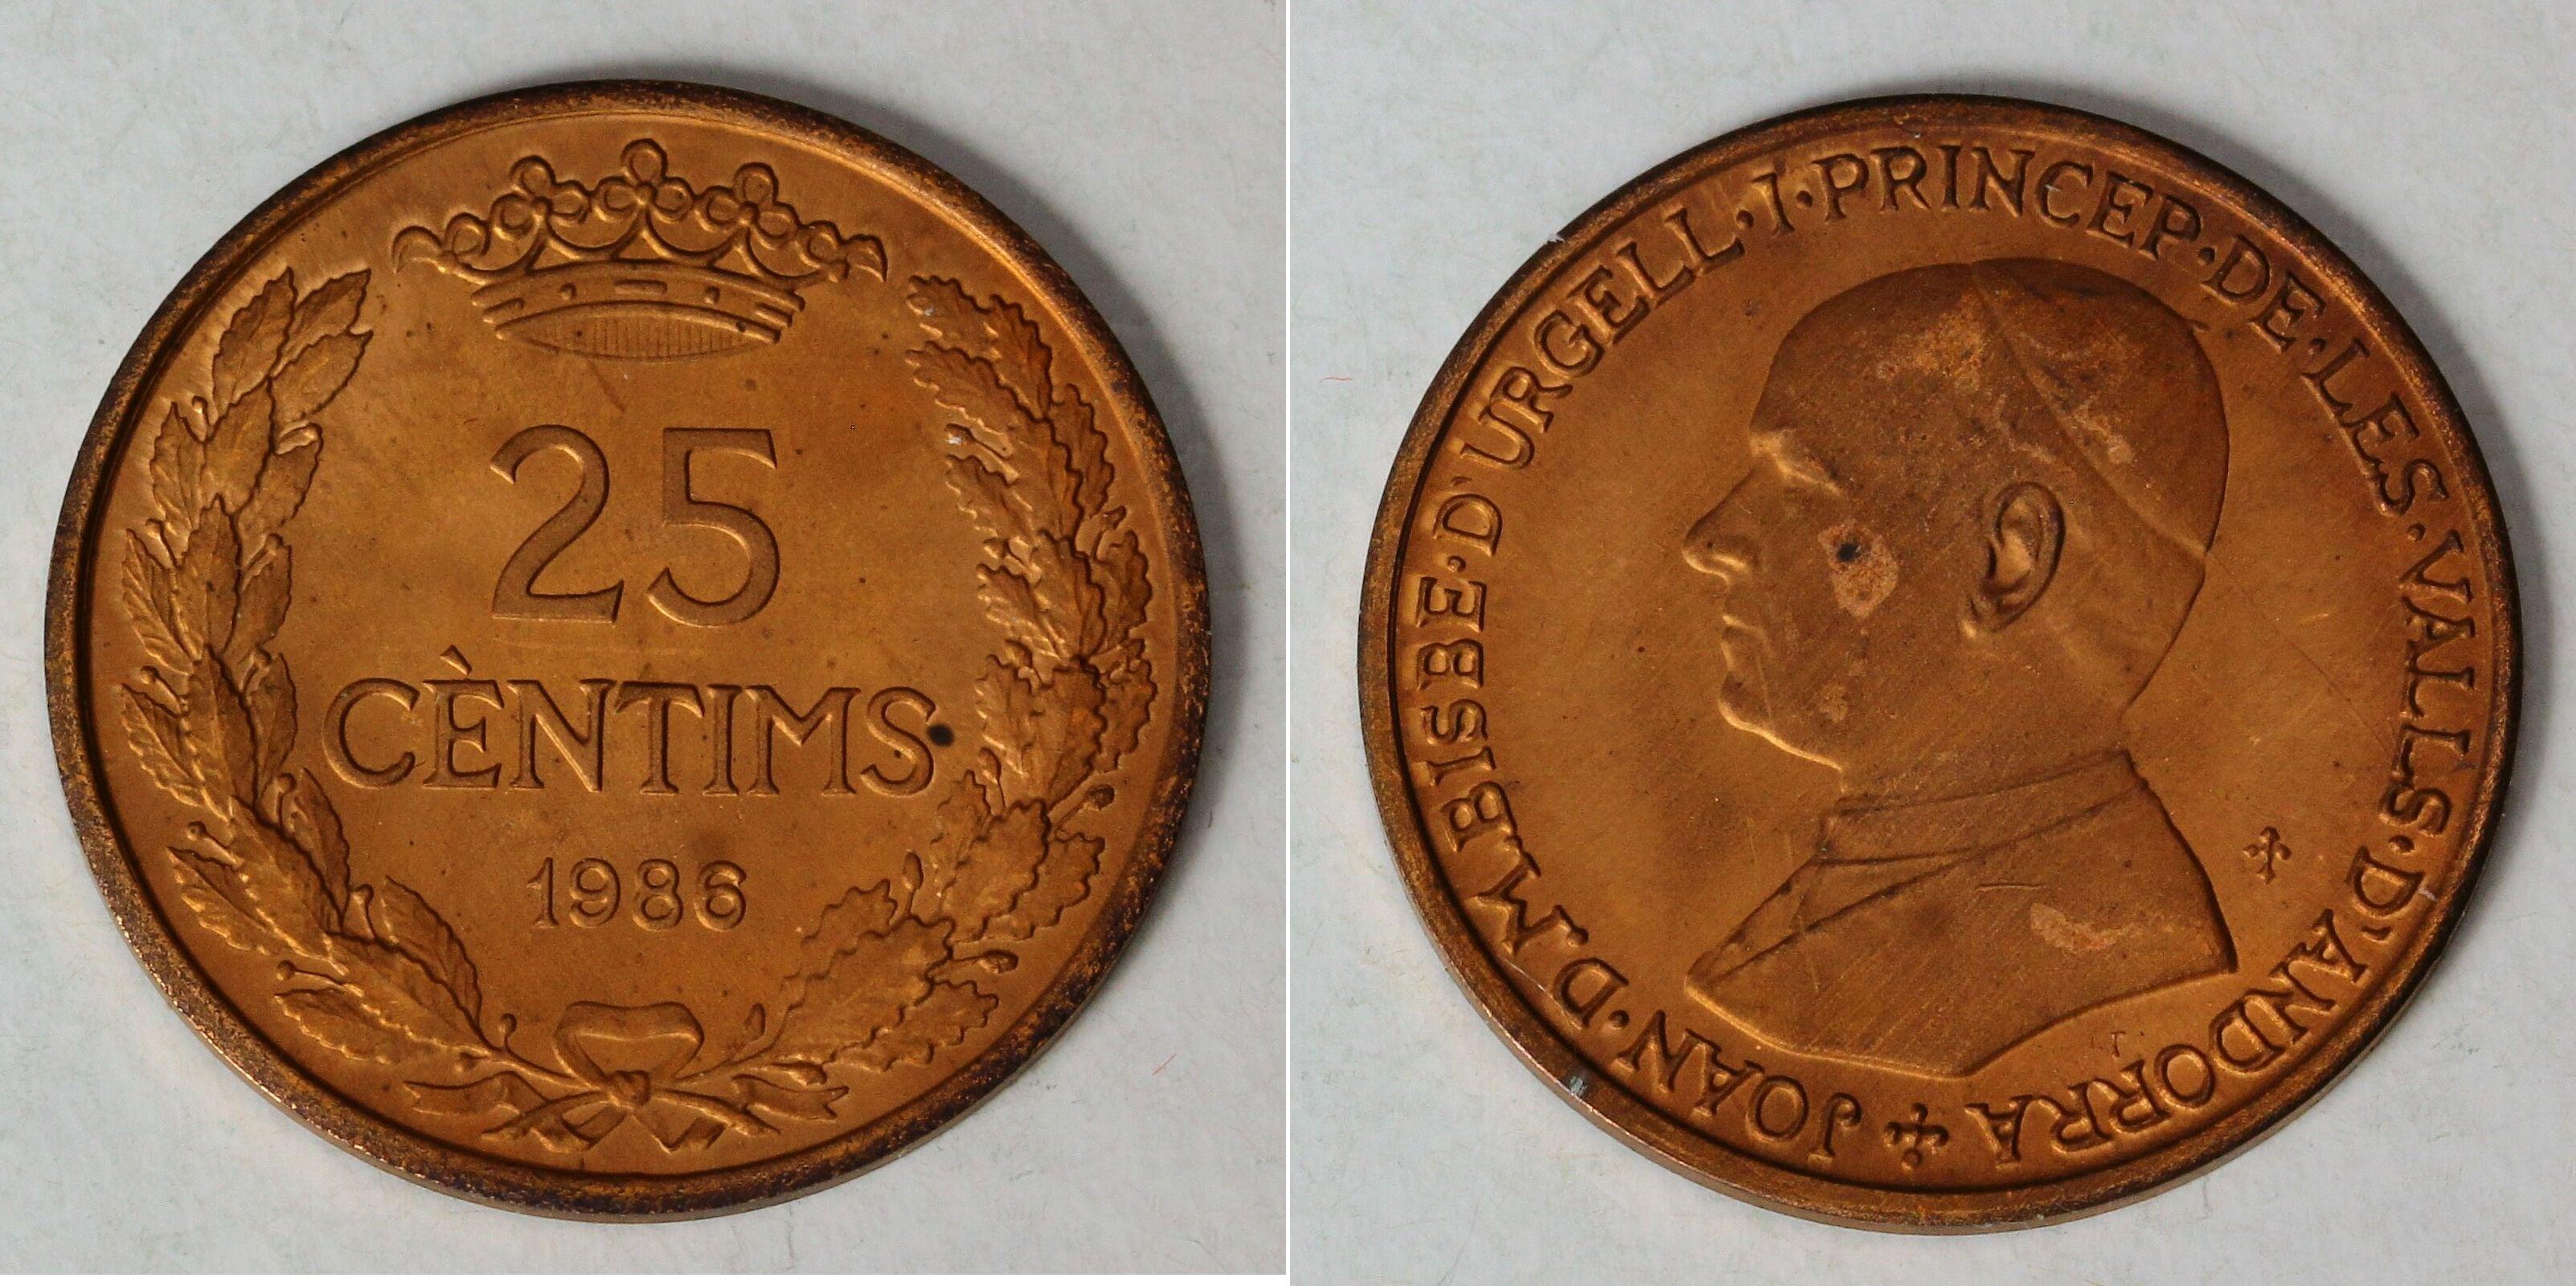 25
CÈNTIMS
1986
JOAN·D·M·BISBE·D'URGELL·I·PRINCEP·DE·LES·VALLS·D'ANDORRA